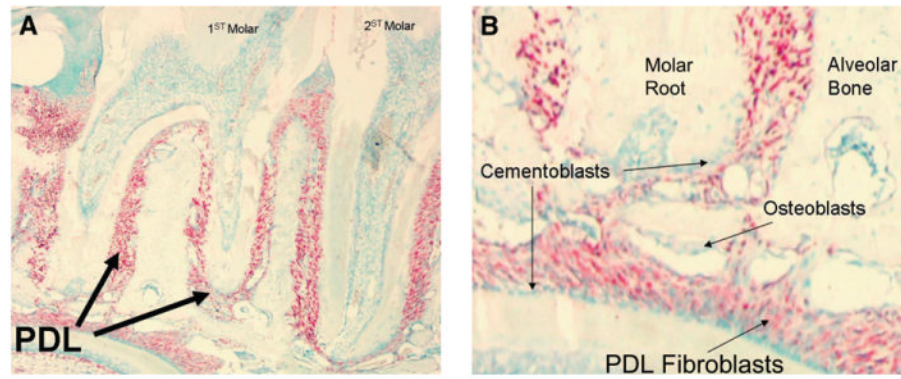 A
1ST Molar
2ST Molar
PDL
B
Molar
Root
Alveolar
Bone
Cementoblasts
Osteoblasts
PDL Fibroblasts